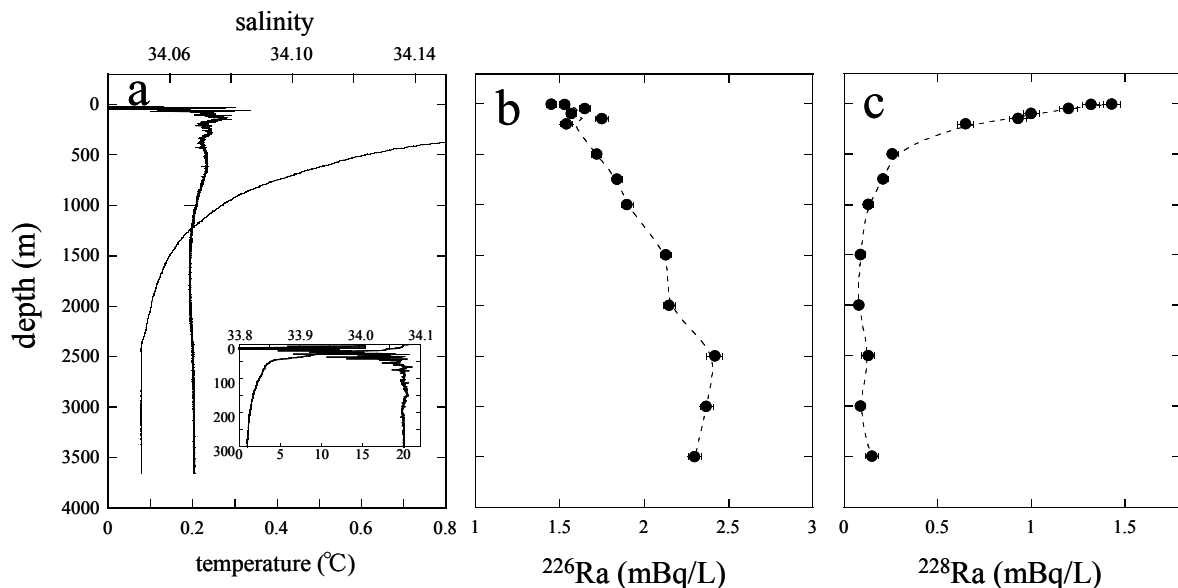 salinity
34.06 34.10 34.14
a b c
0
500
1000
1500
2000
2500
3000
3500
4000
depth (m)
33.8 33.9 34.0 34.1
0
100
200
300
0 5 10 15 20
0 0.2 0.4 0.6 0.8
1 1.5 2 2.5 3
0 0.5 1 1.5
temperature (℃)
²²⁶Ra (mBq/L)
²²⁸Ra (mBq/L)